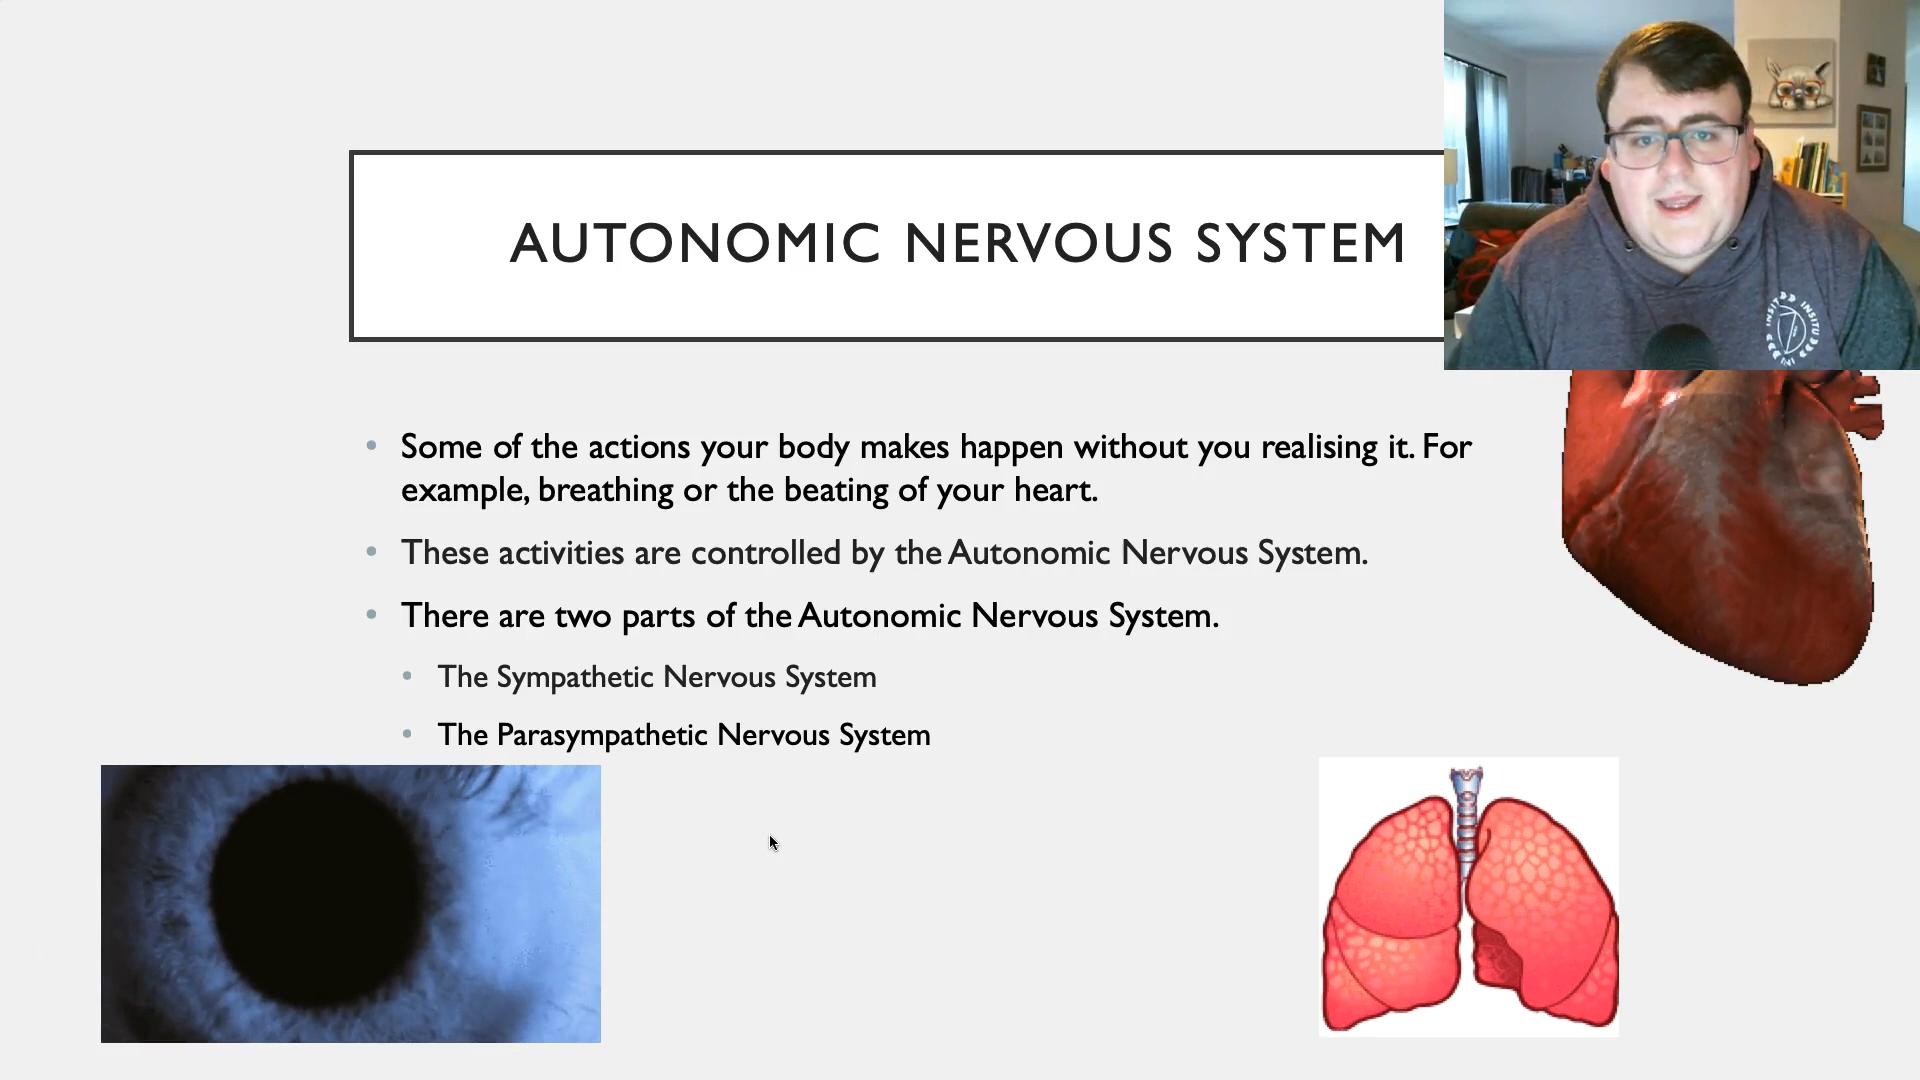 AUTONOMIC NERVOUS SYSTEM
Some of the actions your body makes happen without you realising it. For
example, breathing or the beating of your heart.
These activities are controlled by the Autonomic Nervous System.
There are two parts of the Autonomic Nervous System.
The Sympathetic Nervous System
The Parasympathetic Nervous System